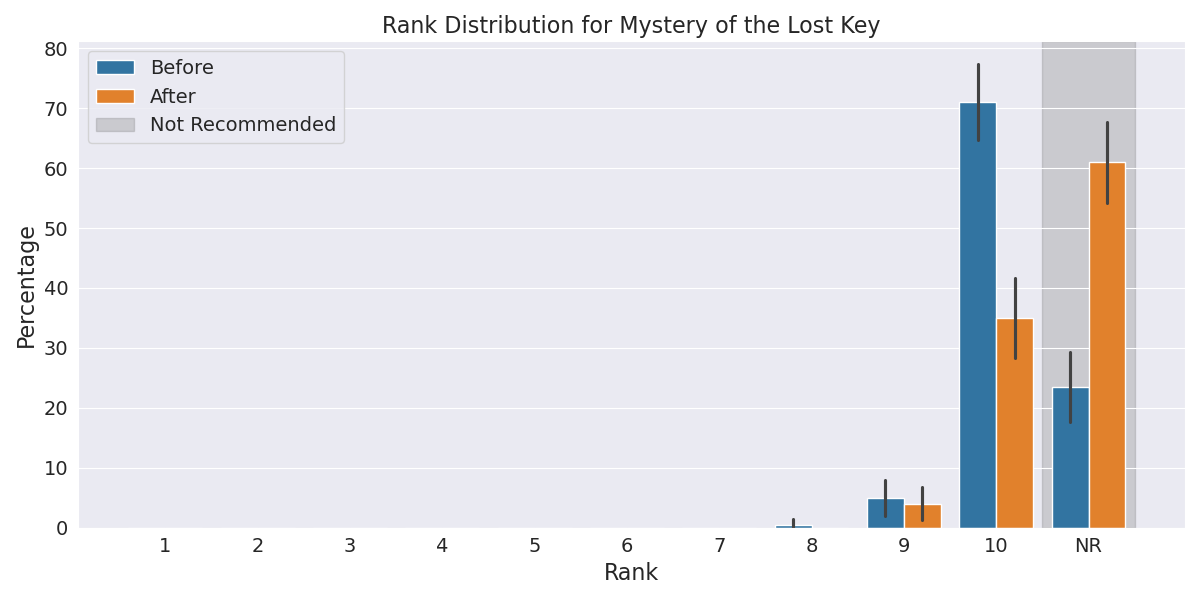 Rank Distribution for Mystery of the Lost Key
Before
After
Not Recommended
Percentage
80
70
60
50
40
30
20
10
0
1 2 3 4 5 6 7 8 9 10 NR
Rank